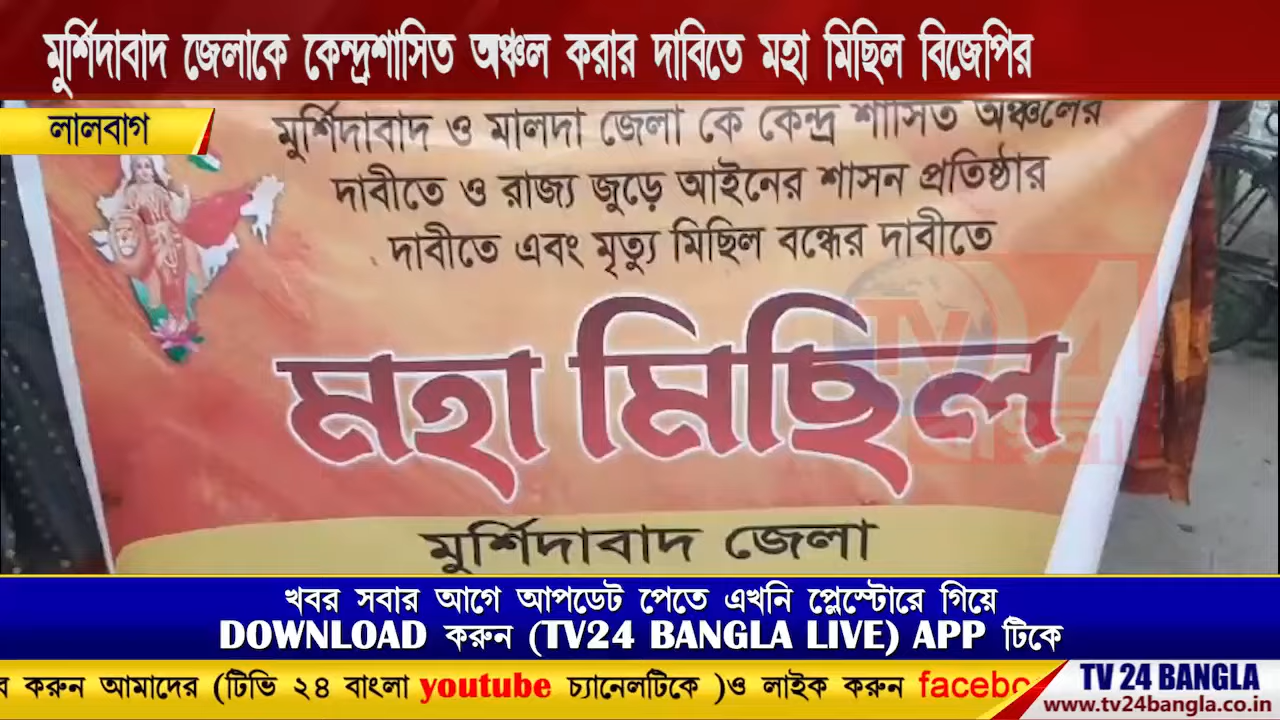 মুর্শিদাবাদ জেলাকে কেন্দ্রশাসিত অঞ্চল করার দাবিতে মহা মিছিল বিজেপির
লালবাগ
মুর্শিদাবাদ ও মালদা জেলা কে কেন্দ্র শাসিত অঞ্চলের
দাবীতে ও রাজ্য জুড়ে আইনের শাসন প্রতিষ্ঠার
দাবীতে এবং মৃত্যু মিছিল বন্ধের দাবীতে
মহা মিছিল
TV 24
মুর্শিদাবাদ জেলা
খবর সবার আগে আপডেট পেতে এখনি প্লেস্টোরে গিয়ে
DOWNLOAD করুন (TV24 BANGLA LIVE) APP টিকে
করুন আমাদের (টিভি ২৪ বাংলা youtube চ্যানেলটিকে )ও লাইক করুন
TV 24 BANGLA
www.tv24bangla.co.in